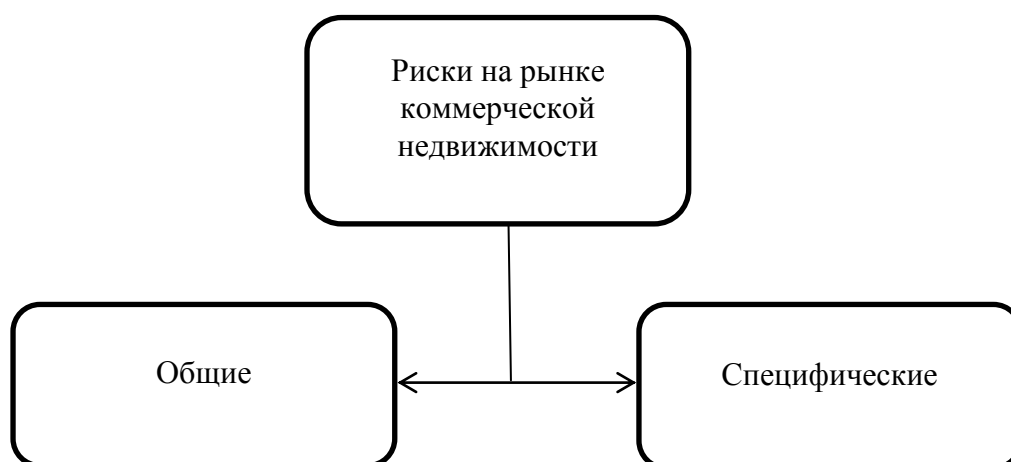 Риски на рынке
коммерческой
недвижимости
Общие
Специфические